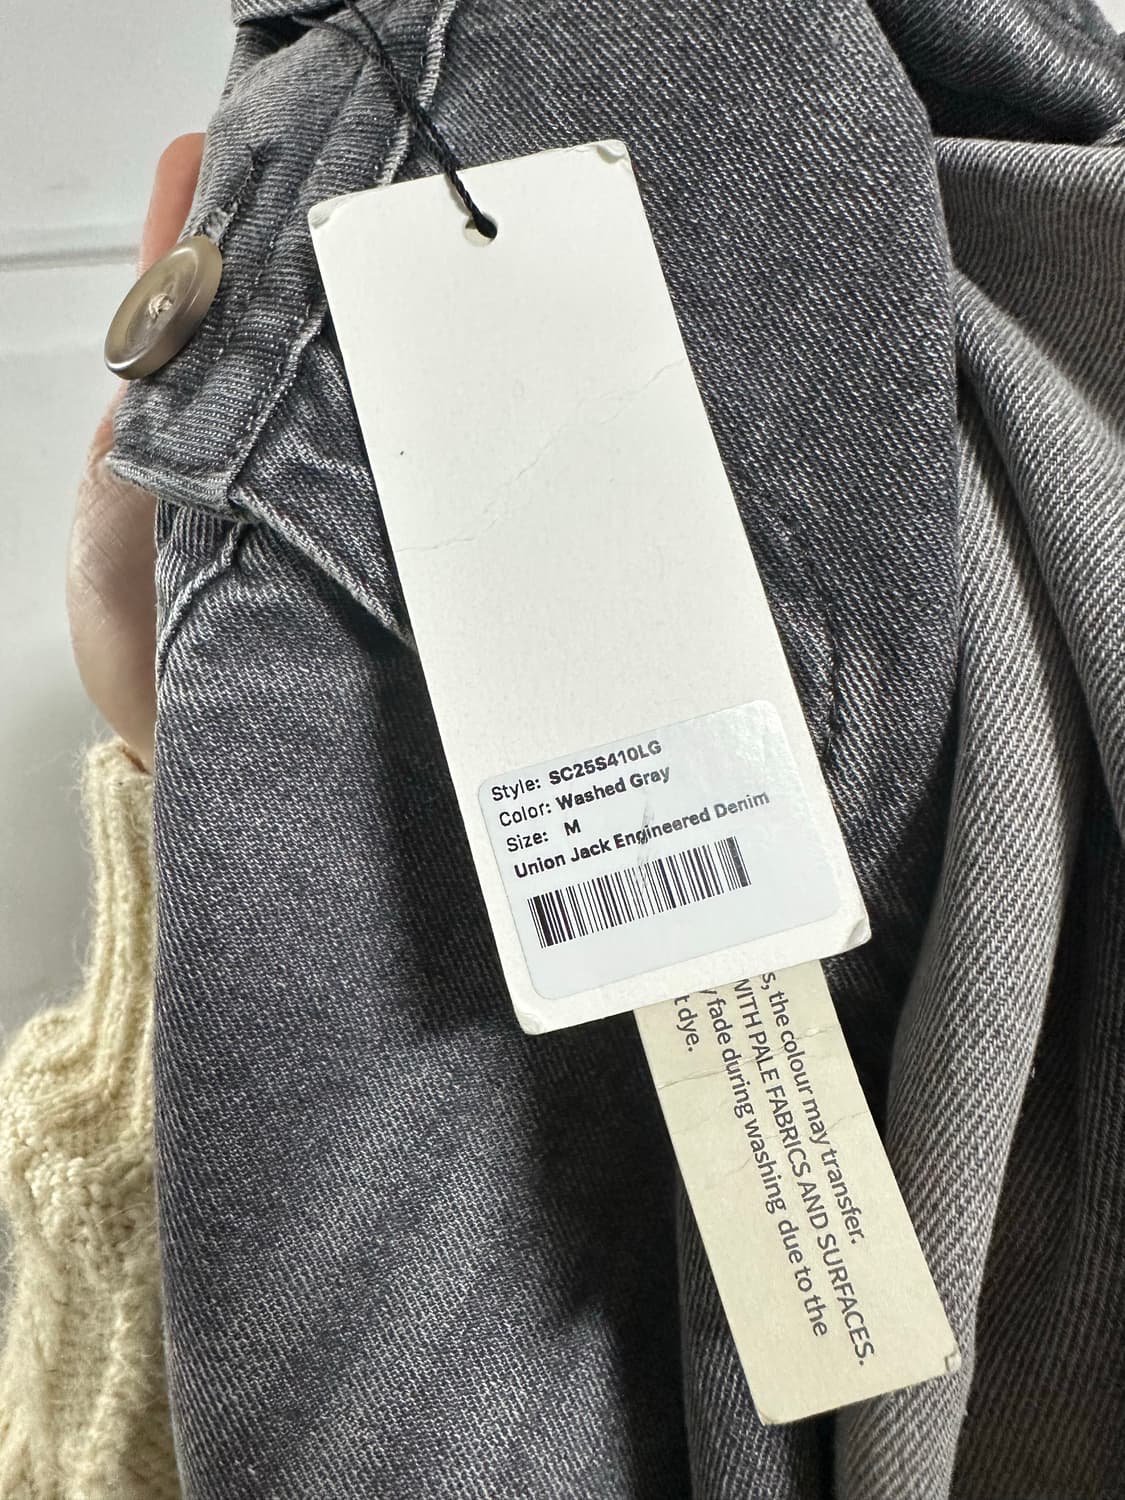 Style: SC25S410LG
Color: Washed Gray
Size: M
Union Jack Engineered Denim
s, the colour may transfer.
WITH PALE FABRICS AND SURFACES.
y fade during washing due to the
t dye.